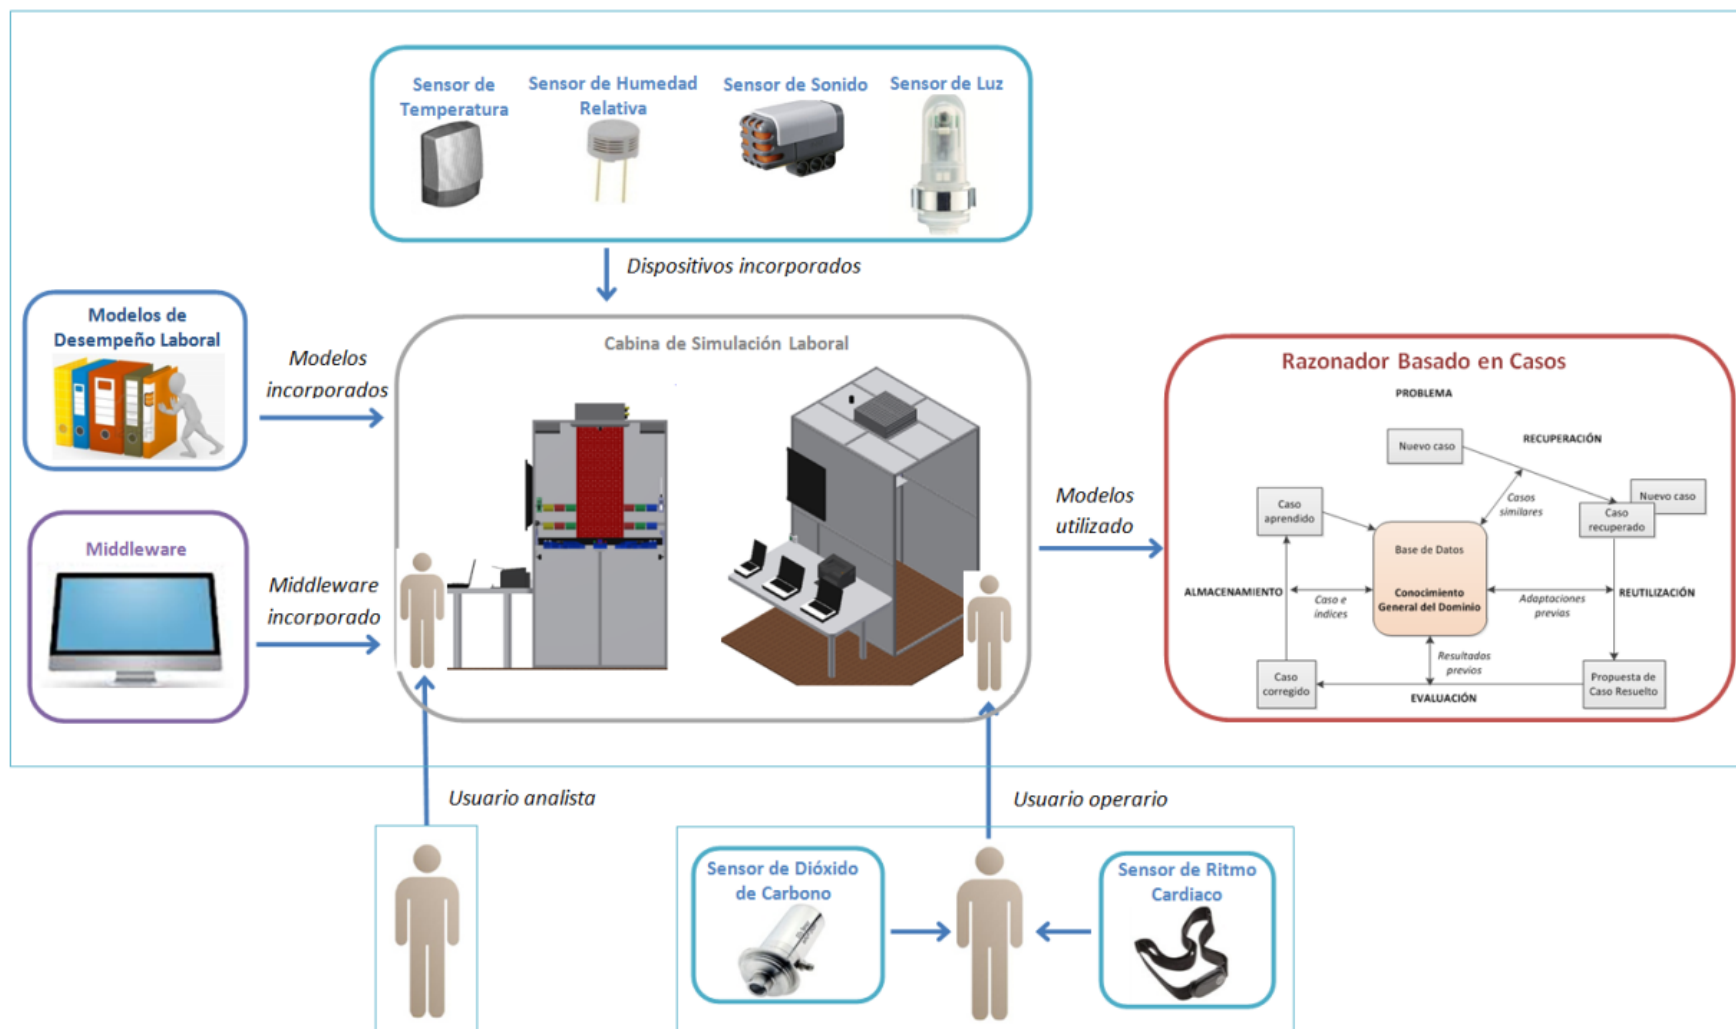 Sensor de
Temperatura
Sensor de Humedad
Relativa
Sensor de Sonido
Sensor de Luz
Dispositivos incorporados
Modelos de
Desempeño Laboral
Modelos
incorporados
Cabina de Simulación Laboral
Middleware
Middleware
incorporado
Modelos
utilizado
Razonador Basado en Casos
PROBLEMA
Nuevo caso
RECUPERACIÓN
Casos
similares
Nuevo caso
Caso
recuperado
Caso
aprendido
Base de Datos
Conocimiento
General del Dominio
ALMACENAMIENTO
Caso e
índices
Adaptaciones
previas
REUTILIZACIÓN
Resultados
previos
Caso
corregido
EVALUACIÓN
Propuesta de
Caso Resuelto
Usuario analista
Usuario operario
Sensor de Dióxido
de Carbono
Sensor de Ritmo
Cardiaco